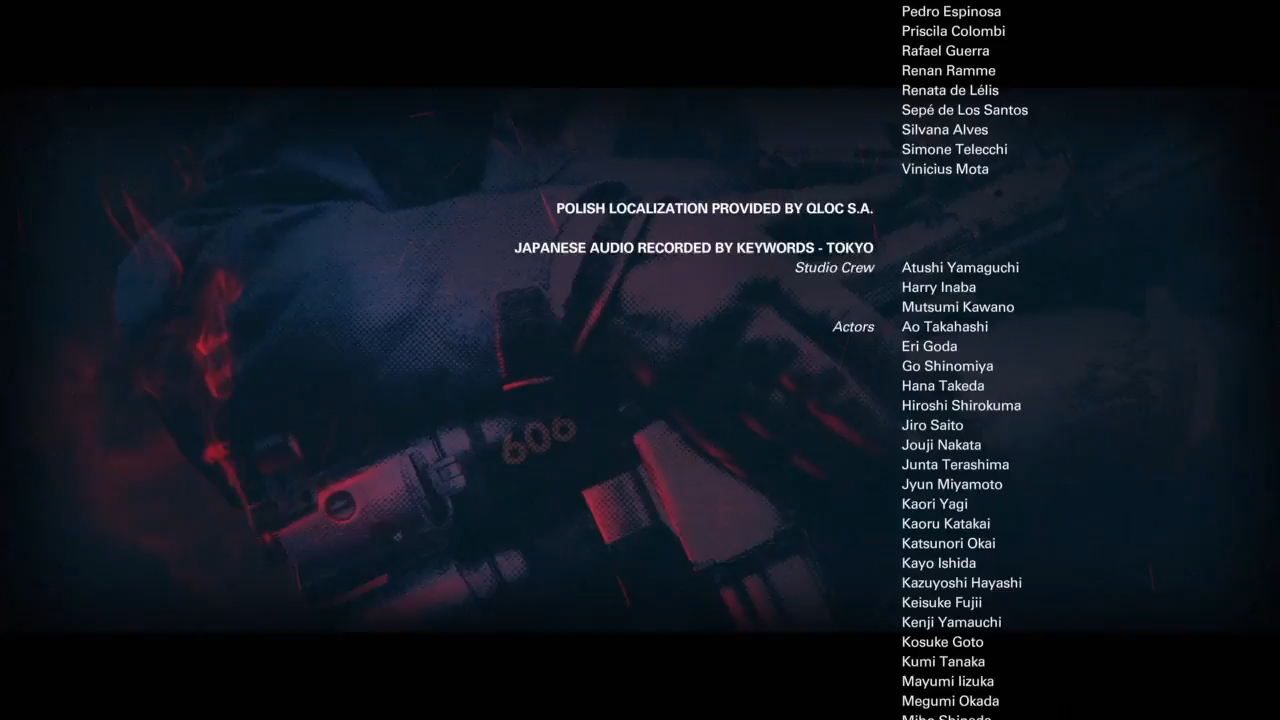 Pedro Espinosa
Priscila Colombi
Rafael Guerra
Renan Ramme
Renata de Lélis
Sepé de Los Santos
Silvana Alves
Simone Telecchi
Vinicius Mota
POLISH LOCALIZATION PROVIDED BY QLOC S.A.
JAPANESE AUDIO RECORDED BY KEYWORDS - TOKYO
Studio Crew Atushi Yamaguchi
Harry Inaba
Mutsumi Kawano
Actors Ao Takahashi
Eri Goda
Go Shinomiya
Hana Takeda
Hiroshi Shirokuma
Jiro Saito
Jouji Nakata
Junta Terashima
Jyun Miyamoto
Kaori Yagi
Kaoru Katakai
Katsunori Okai
Kayo Ishida
Kazuyoshi Hayashi
Keisuke Fujii
Kenji Yamauchi
Kosuke Goto
Kumi Tanaka
Mayumi Iizuka
Megumi Okada
600